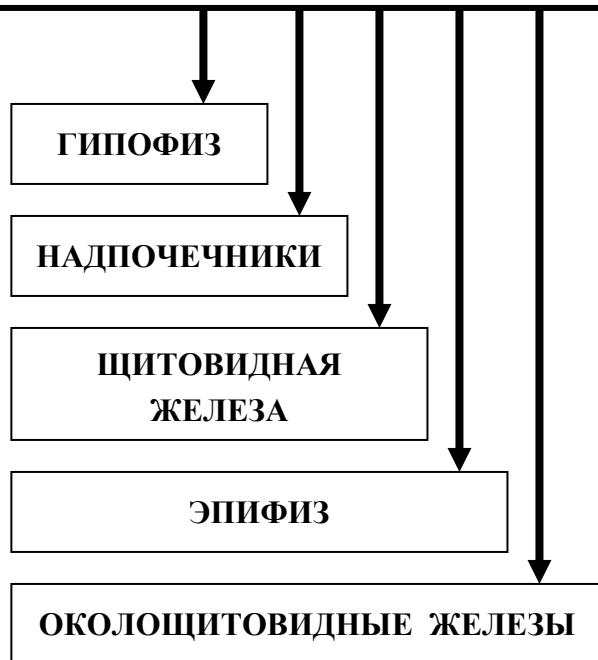 ГИПОФИЗ
НАДПОЧЕЧНИКИ
ЩИТОВИДНАЯ
ЖЕЛЕЗА
ЭПИФИЗ
ОКОЛОЩИТОВИДНЫЕ ЖЕЛЕЗЫ